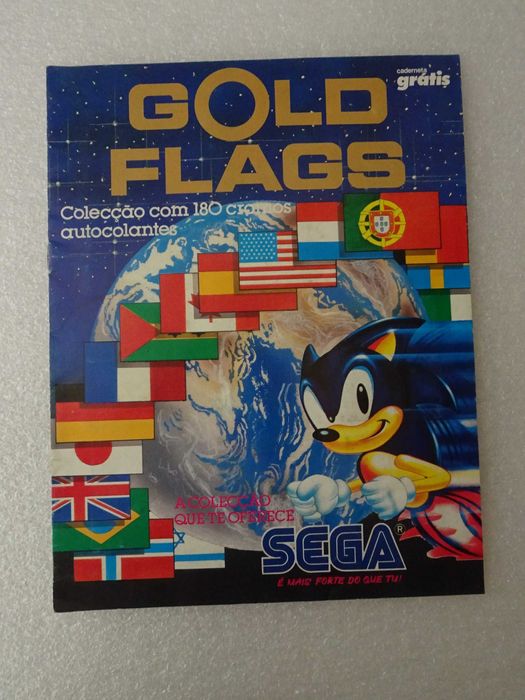 caderneta
grátis
GOLD
FLAGS
Colecção com 180 cromos
autocolantes
A COLECÇÃO
QUE TE OFERECE
SEGA ®
É MAIS FORTE DO QUE TU!